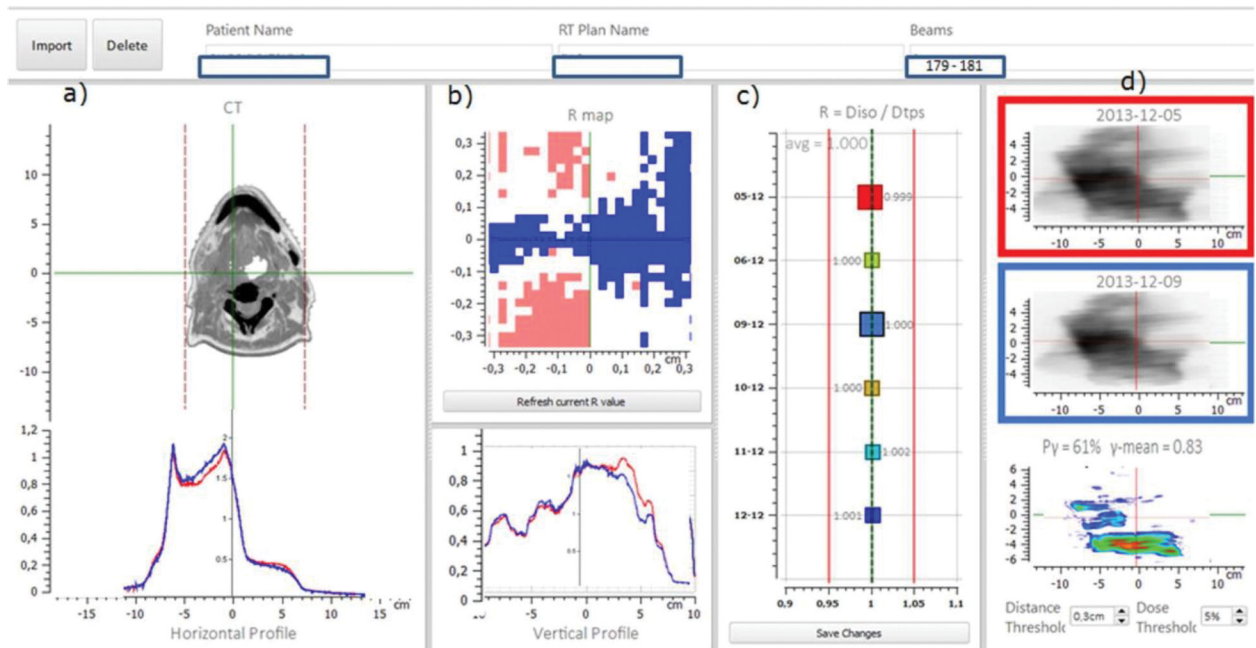 Import
Delete
Patient Name
RT Plan Name
Beams
179 - 181
a)
CT
10
5
0
-5
-10
1,2
1
0,8
0,6
0,4
0,2
0
2
1.5
1
0.5
-15 -10 -5 0 5 10 cm
Horizontal Profile
b)
R map
0,3
0,2
0,1
0
-0,1
-0,2
-0,3
cm
-0,3 -0,2 -0,1 0 0,1 0,2 0,3
Refresh current R value
1
0,8
0,6
0,4
0,2
0
-5 0 5 10
cm
Vertical Profile
c)
R = Diso / Dtps
avg = 1.000
05-12
0.999
06-12
1.000
09-12
1.000
10-12
1.000
11-12
1.002
12-12
1.001
0,9 0,95 1 1,05 1,1
Save Changes
d)
2013-12-05
4
2
0
-2
-4
cm
-10 -5 0 5 10
2013-12-09
4
2
0
-2
-4
cm
-10 -5 0 5 10
Pγ = 61% γ-mean = 0.83
6
4
2
0
-2
-4
-6
cm
-10 -5 0 5 10
Distance
Threshold
0,3cm
Dose
Threshold
5%